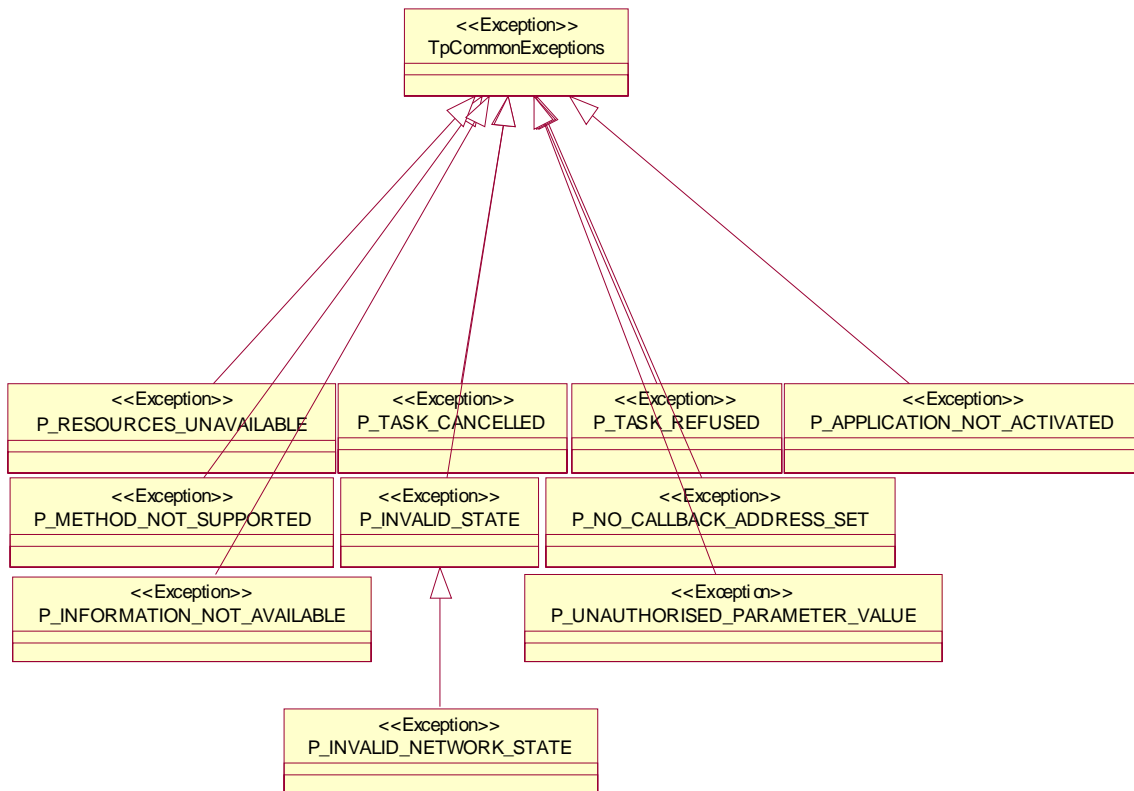 <<Exception>>
TpCommonExceptions
<<Exception>>
P_RESOURCES_UNAVAILABLE
<<Exception>>
P_TASK_CANCELLED
<<Exception>>
P_TASK_REFUSED
<<Exception>>
P_APPLICATION_NOT_ACTIVATED
<<Exception>>
P_METHOD_NOT_SUPPORTED
<<Exception>>
P_INVALID_STATE
<<Exception>>
P_NO_CALLBACK_ADDRESS_SET
<<Exception>>
P_INFORMATION_NOT_AVAILABLE
<<Exception>>
P_UNAUTHORISED_PARAMETER_VALUE
<<Exception>>
P_INVALID_NETWORK_STATE